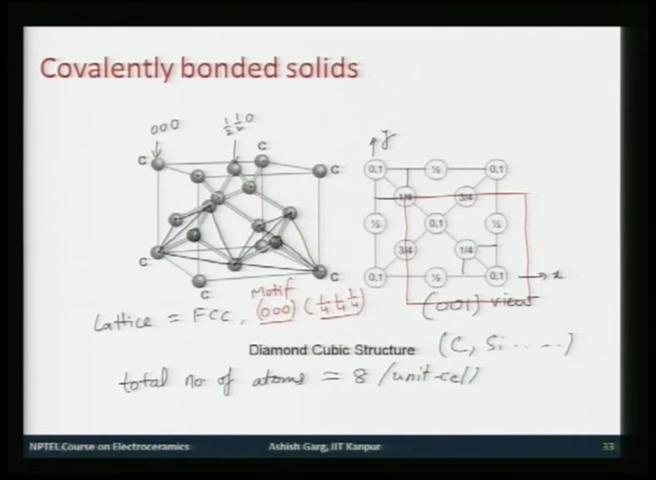 Covalently bonded solids
000
½ ½ 0
C
C
C
C
C
C
y
0,1
½
0,1
1/4
3/4
½
0,1
½
3/4
1/4
0,1
½
0,1
x
(001) view
Motif
Lattice = FCC, (000) (¼ ¼ ¼)
Diamond Cubic Structure (C, Si ......)
total no of atoms = 8 /unit-cell
NPTEL Course on Electroceramics Ashish Garg, IIT Kanpur 33